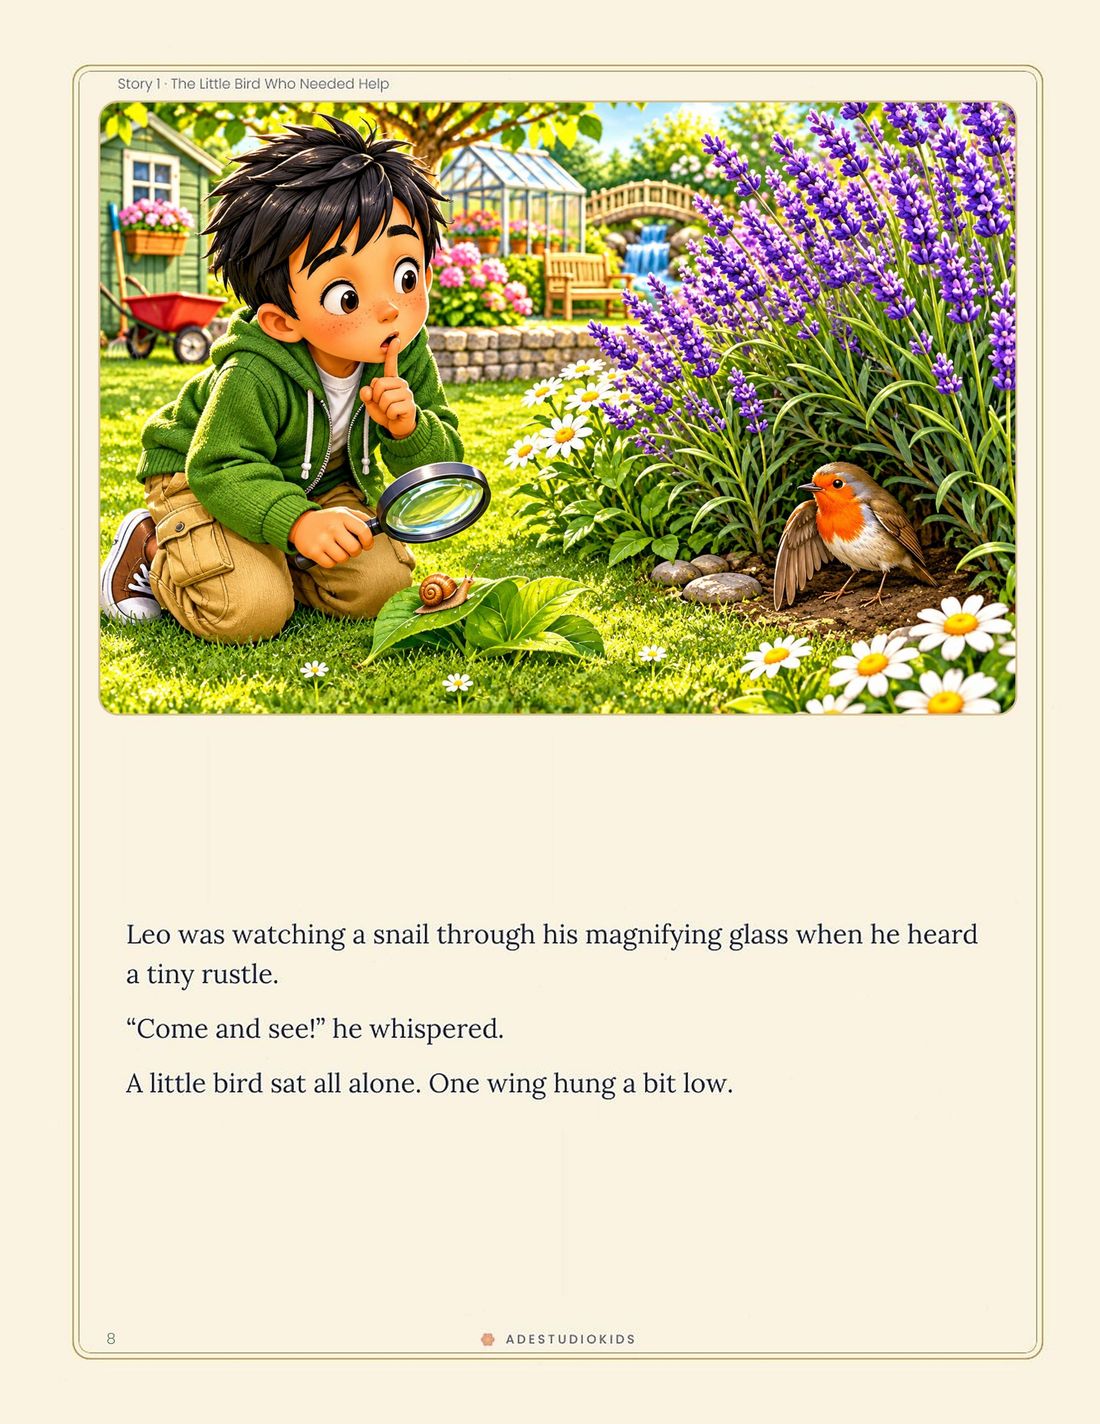 Story 1 · The Little Bird Who Needed Help
Leo was watching a snail through his magnifying glass when he heard
a tiny rustle.
“Come and see!” he whispered.
A little bird sat all alone. One wing hung a bit low.
8
ADESTUDIOKIDS